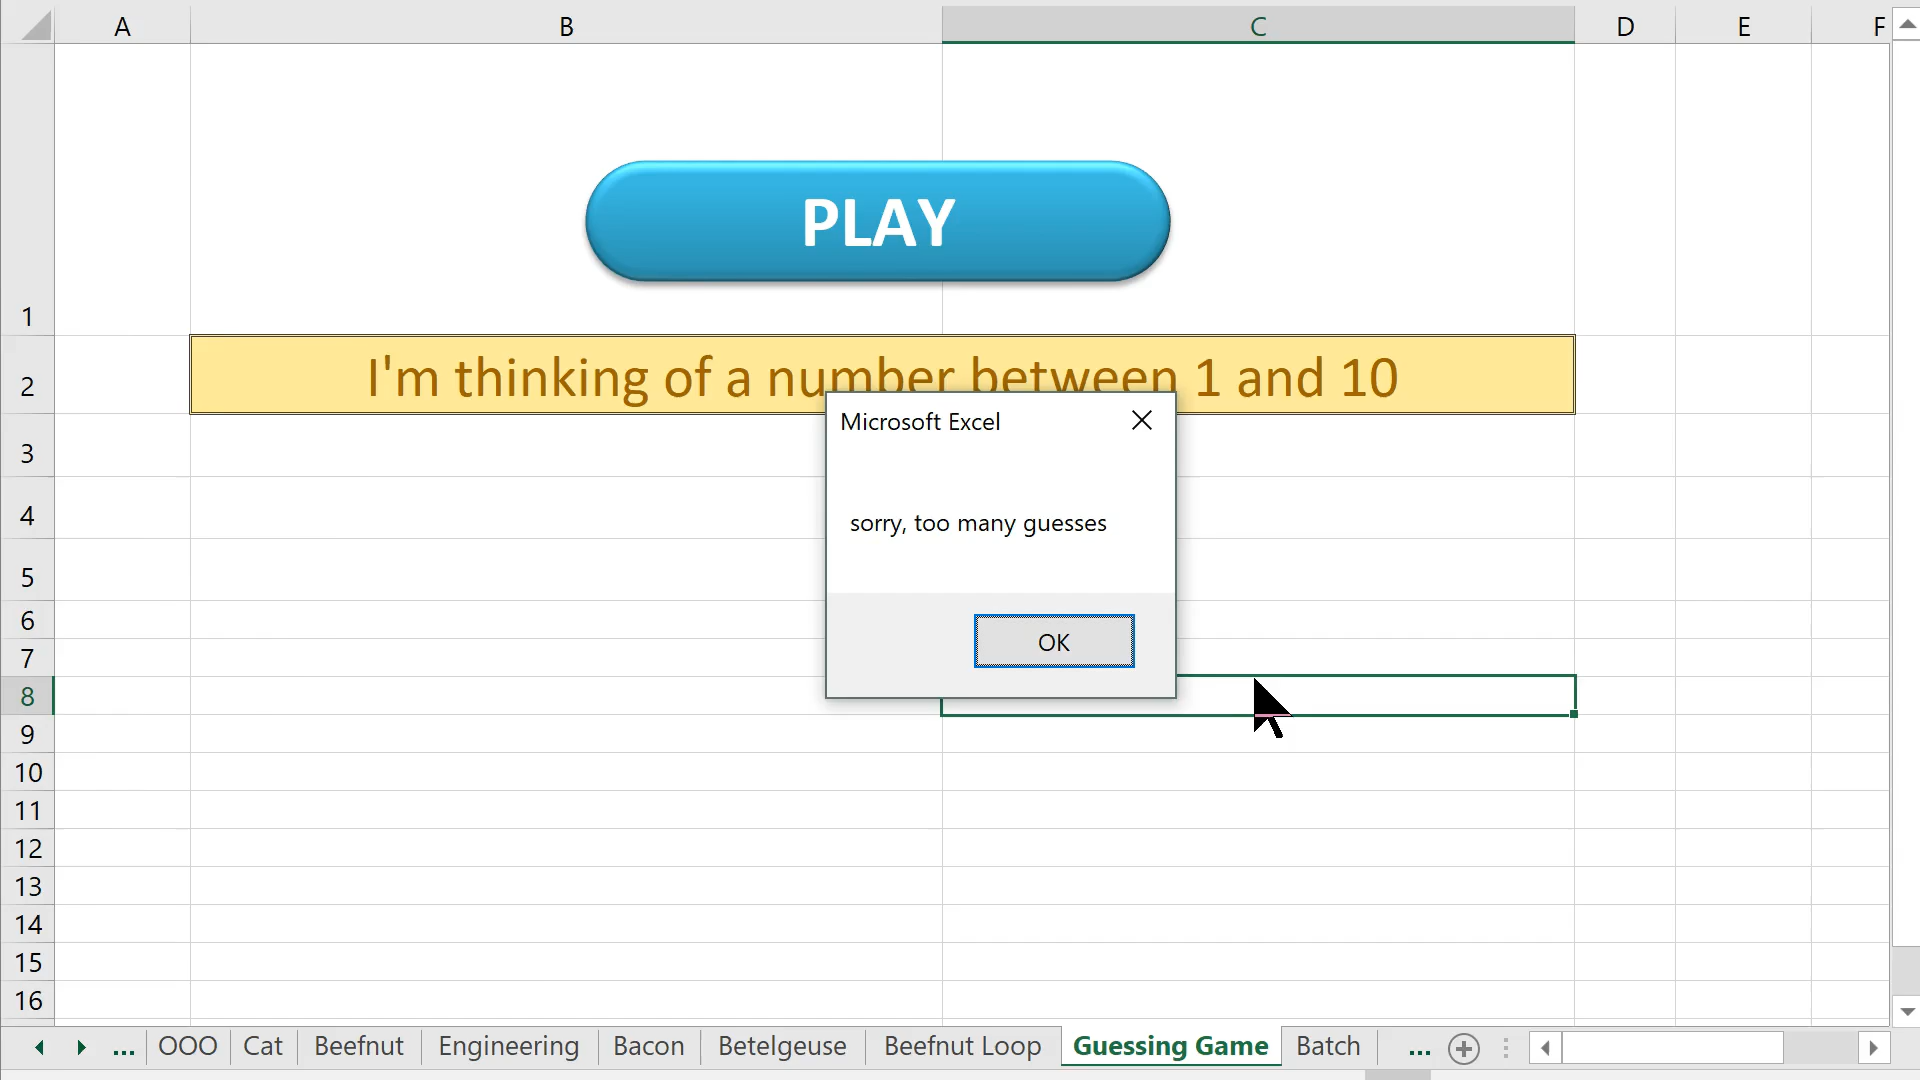 A B C D E F
PLAY
1
I'm thinking of a number between 1 and 10
2
Microsoft Excel
3
sorry, too many guesses
4
5
6
OK
7
8
9
10
11
12
13
14
15
16
... OOO Cat Beefnut Engineering Bacon Betelgeuse Beefnut Loop Guessing Game Batch ...